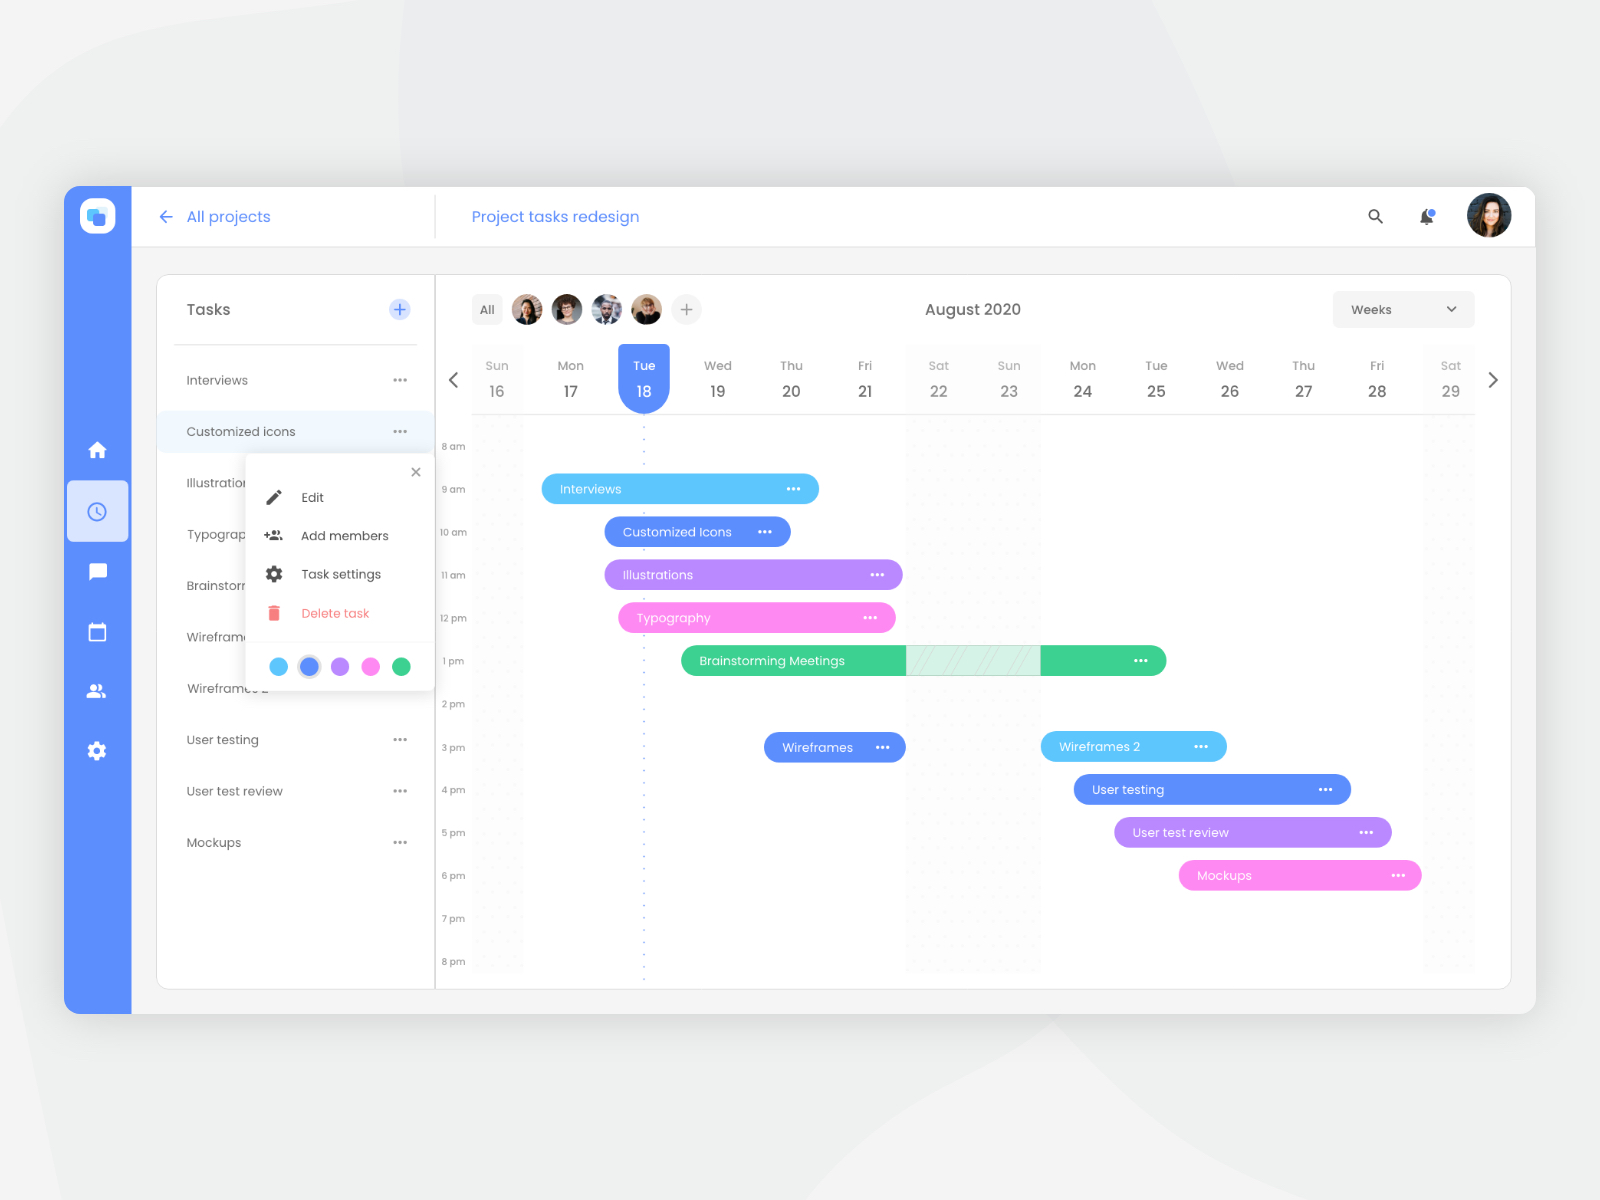 All projects
Project tasks redesign
Tasks
All
August 2020
Weeks
Sun Mon Tue Wed Thu Fri Sat Sun Mon Tue Wed Thu Fri Sat
16 17 18 19 20 21 22 23 24 25 26 27 28 29
Interviews
Customized icons
Illustration
Typograp
Brainstorm
Wirefram
Wireframes 2
User testing
User test review
Mockups
Edit
Add members
Task settings
Delete task
8 am
9 am
Interviews
10 am
Customized Icons
11 am
Illustrations
12 pm
Typography
1 pm
Brainstorming Meetings
2 pm
3 pm
Wireframes
Wireframes 2
4 pm
User testing
5 pm
User test review
6 pm
Mockups
7 pm
8 pm